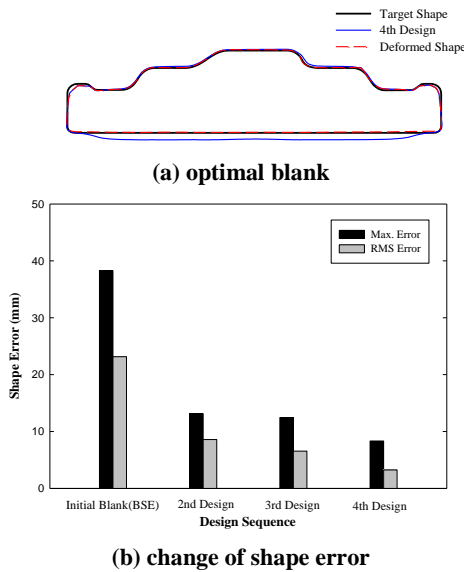 Target Shape
4th Design
Deformed Shape
(a) optimal blank
50
40
30
20
10
0
Shape Error (mm)
Max. Error
RMS Error
Initial Blank(BSE)
2nd Design
3rd Design
4th Design
Design Sequence
(b) change of shape error